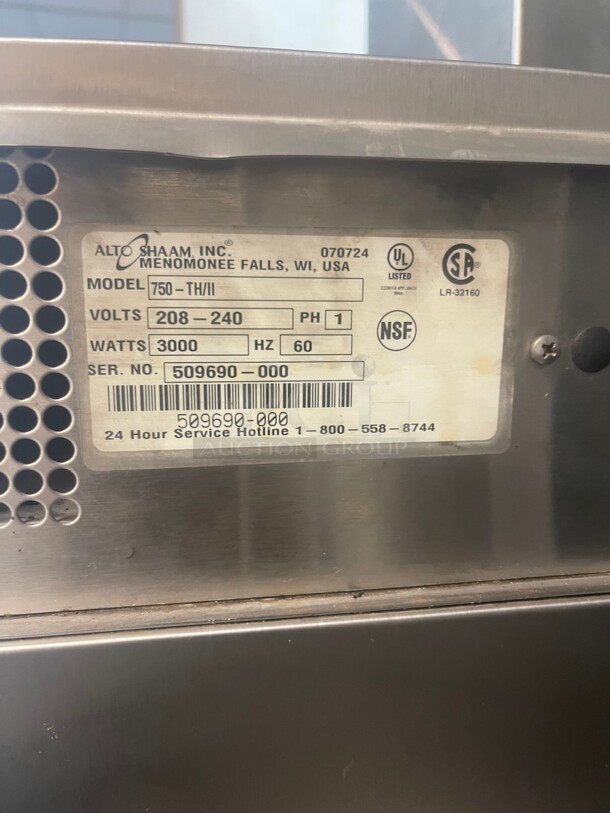 ALTO SHAAM, INC.® 070724
MENOMONEE FALLS, WI, USA
UL
LISTED
SA®
LR-32160
MODEL 750-TH/II
VOLTS 208-240 PH 1
WATTS 3000 HZ 60
NSF
SER. NO. 509690-000
509690-000
24 Hour Service Hotline 1-800-558-8744
AUCTION GROUP